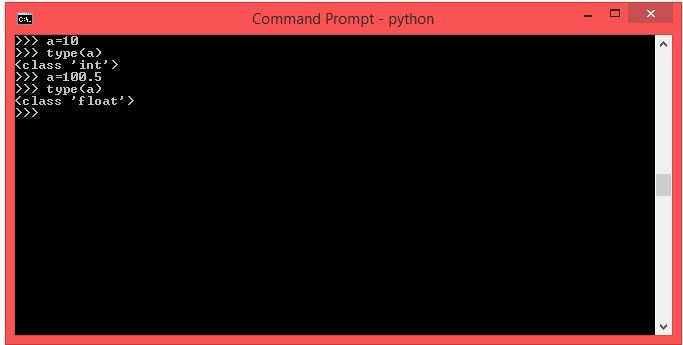 Command Prompt - python
>>> a=10
>>> type(a)
<class 'int'>
>>> a=100.5
>>> type(a)
<class 'float'>
>>>